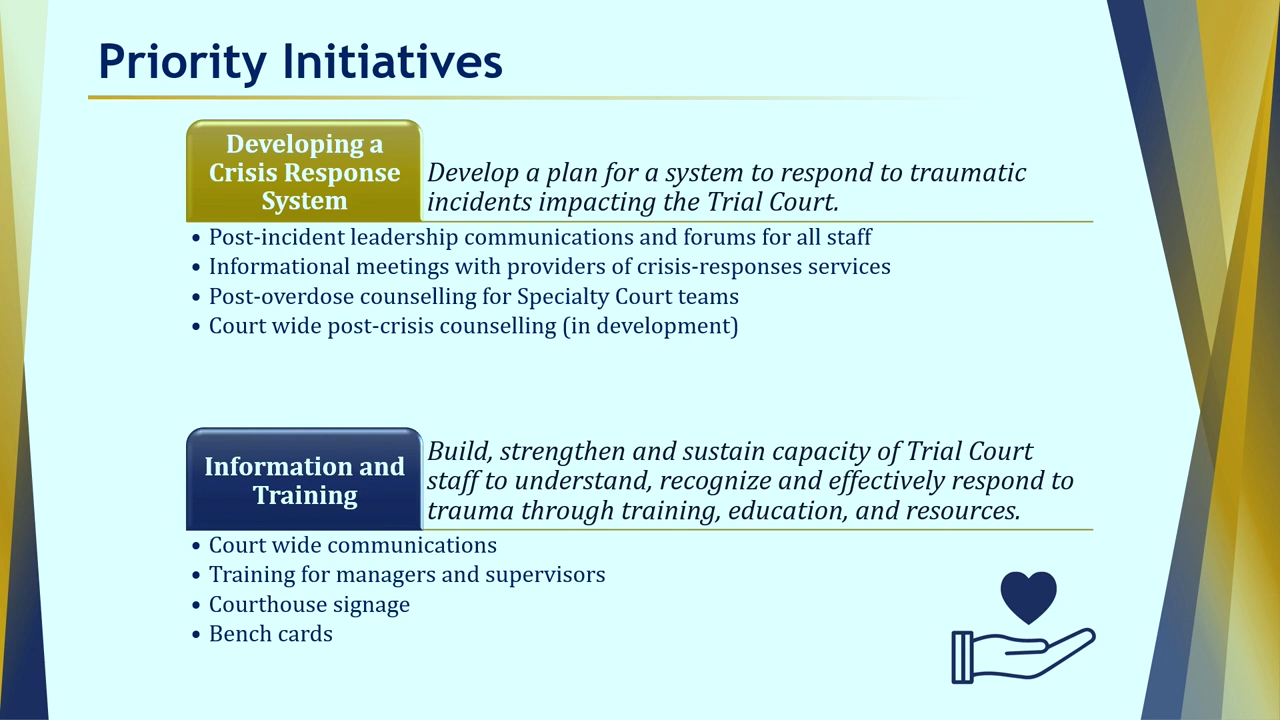 Priority Initiatives
Developing a
Crisis Response
System
Develop a plan for a system to respond to traumatic
incidents impacting the Trial Court.
• Post-incident leadership communications and forums for all staff
• Informational meetings with providers of crisis-responses services
• Post-overdose counselling for Specialty Court teams
• Court wide post-crisis counselling (in development)
Information and
Training
Build, strengthen and sustain capacity of Trial Court
staff to understand, recognize and effectively respond to
trauma through training, education, and resources.
• Court wide communications
• Training for managers and supervisors
• Courthouse signage
• Bench cards